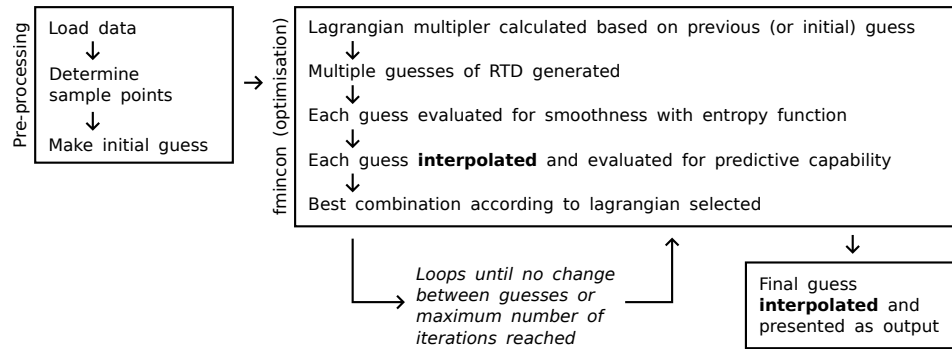 Pre-processing
Load data
Determine
sample points
Make initial guess
fmincon (optimisation)
Lagrangian multipler calculated based on previous (or initial) guess
Multiple guesses of RTD generated
Each guess evaluated for smoothness with entropy function
Each guess interpolated and evaluated for predictive capability
Best combination according to lagrangian selected
Loops until no change
between guesses or
maximum number of
iterations reached
Final guess
interpolated and
presented as output